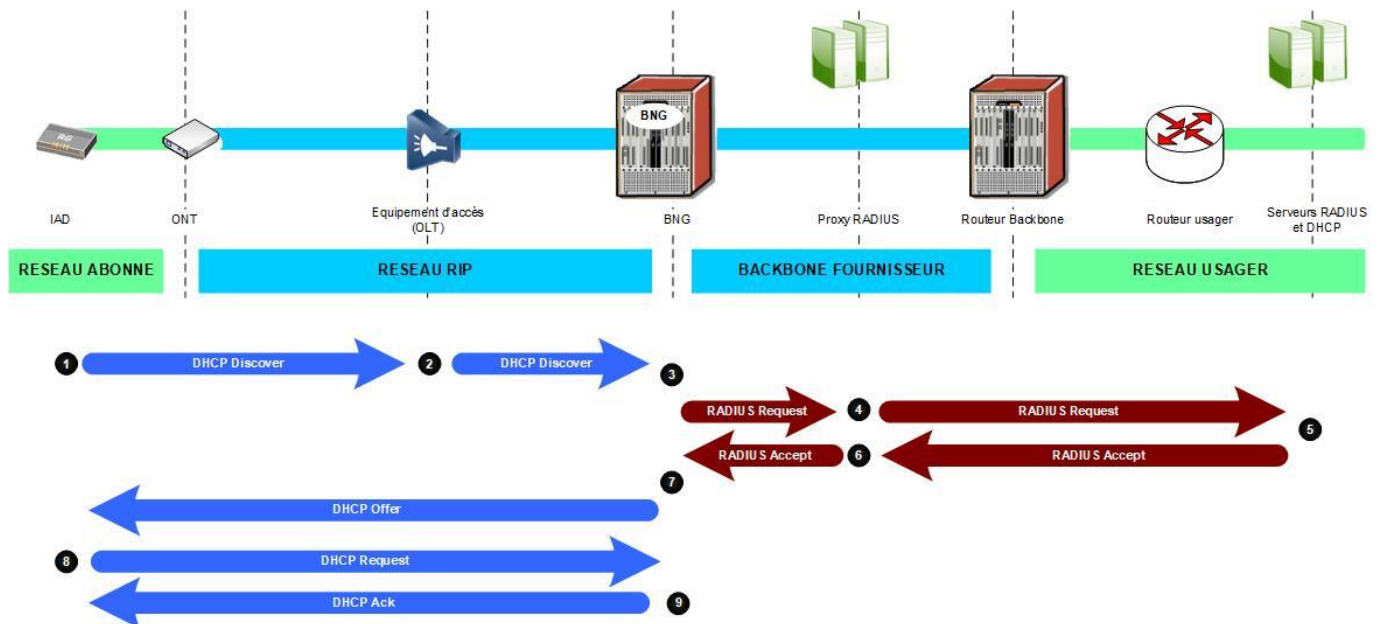 RG
BNG
IAD
ONT
Equipement d'accès
(OLT)
BNG
Proxy RADIUS
Routeur Backbone
Routeur usager
Serveurs RADIUS
et DHCP
RESEAU ABONNE
RESEAU RIP
BACKBONE FOURNISSEUR
RESEAU USAGER
1
DHCP Discover
2
DHCP Discover
3
RADIUS Request
4
RADIUS Request
5
RADIUS Accept
6
RADIUS Accept
7
DHCP Offer
8
DHCP Request
DHCP Ack
9